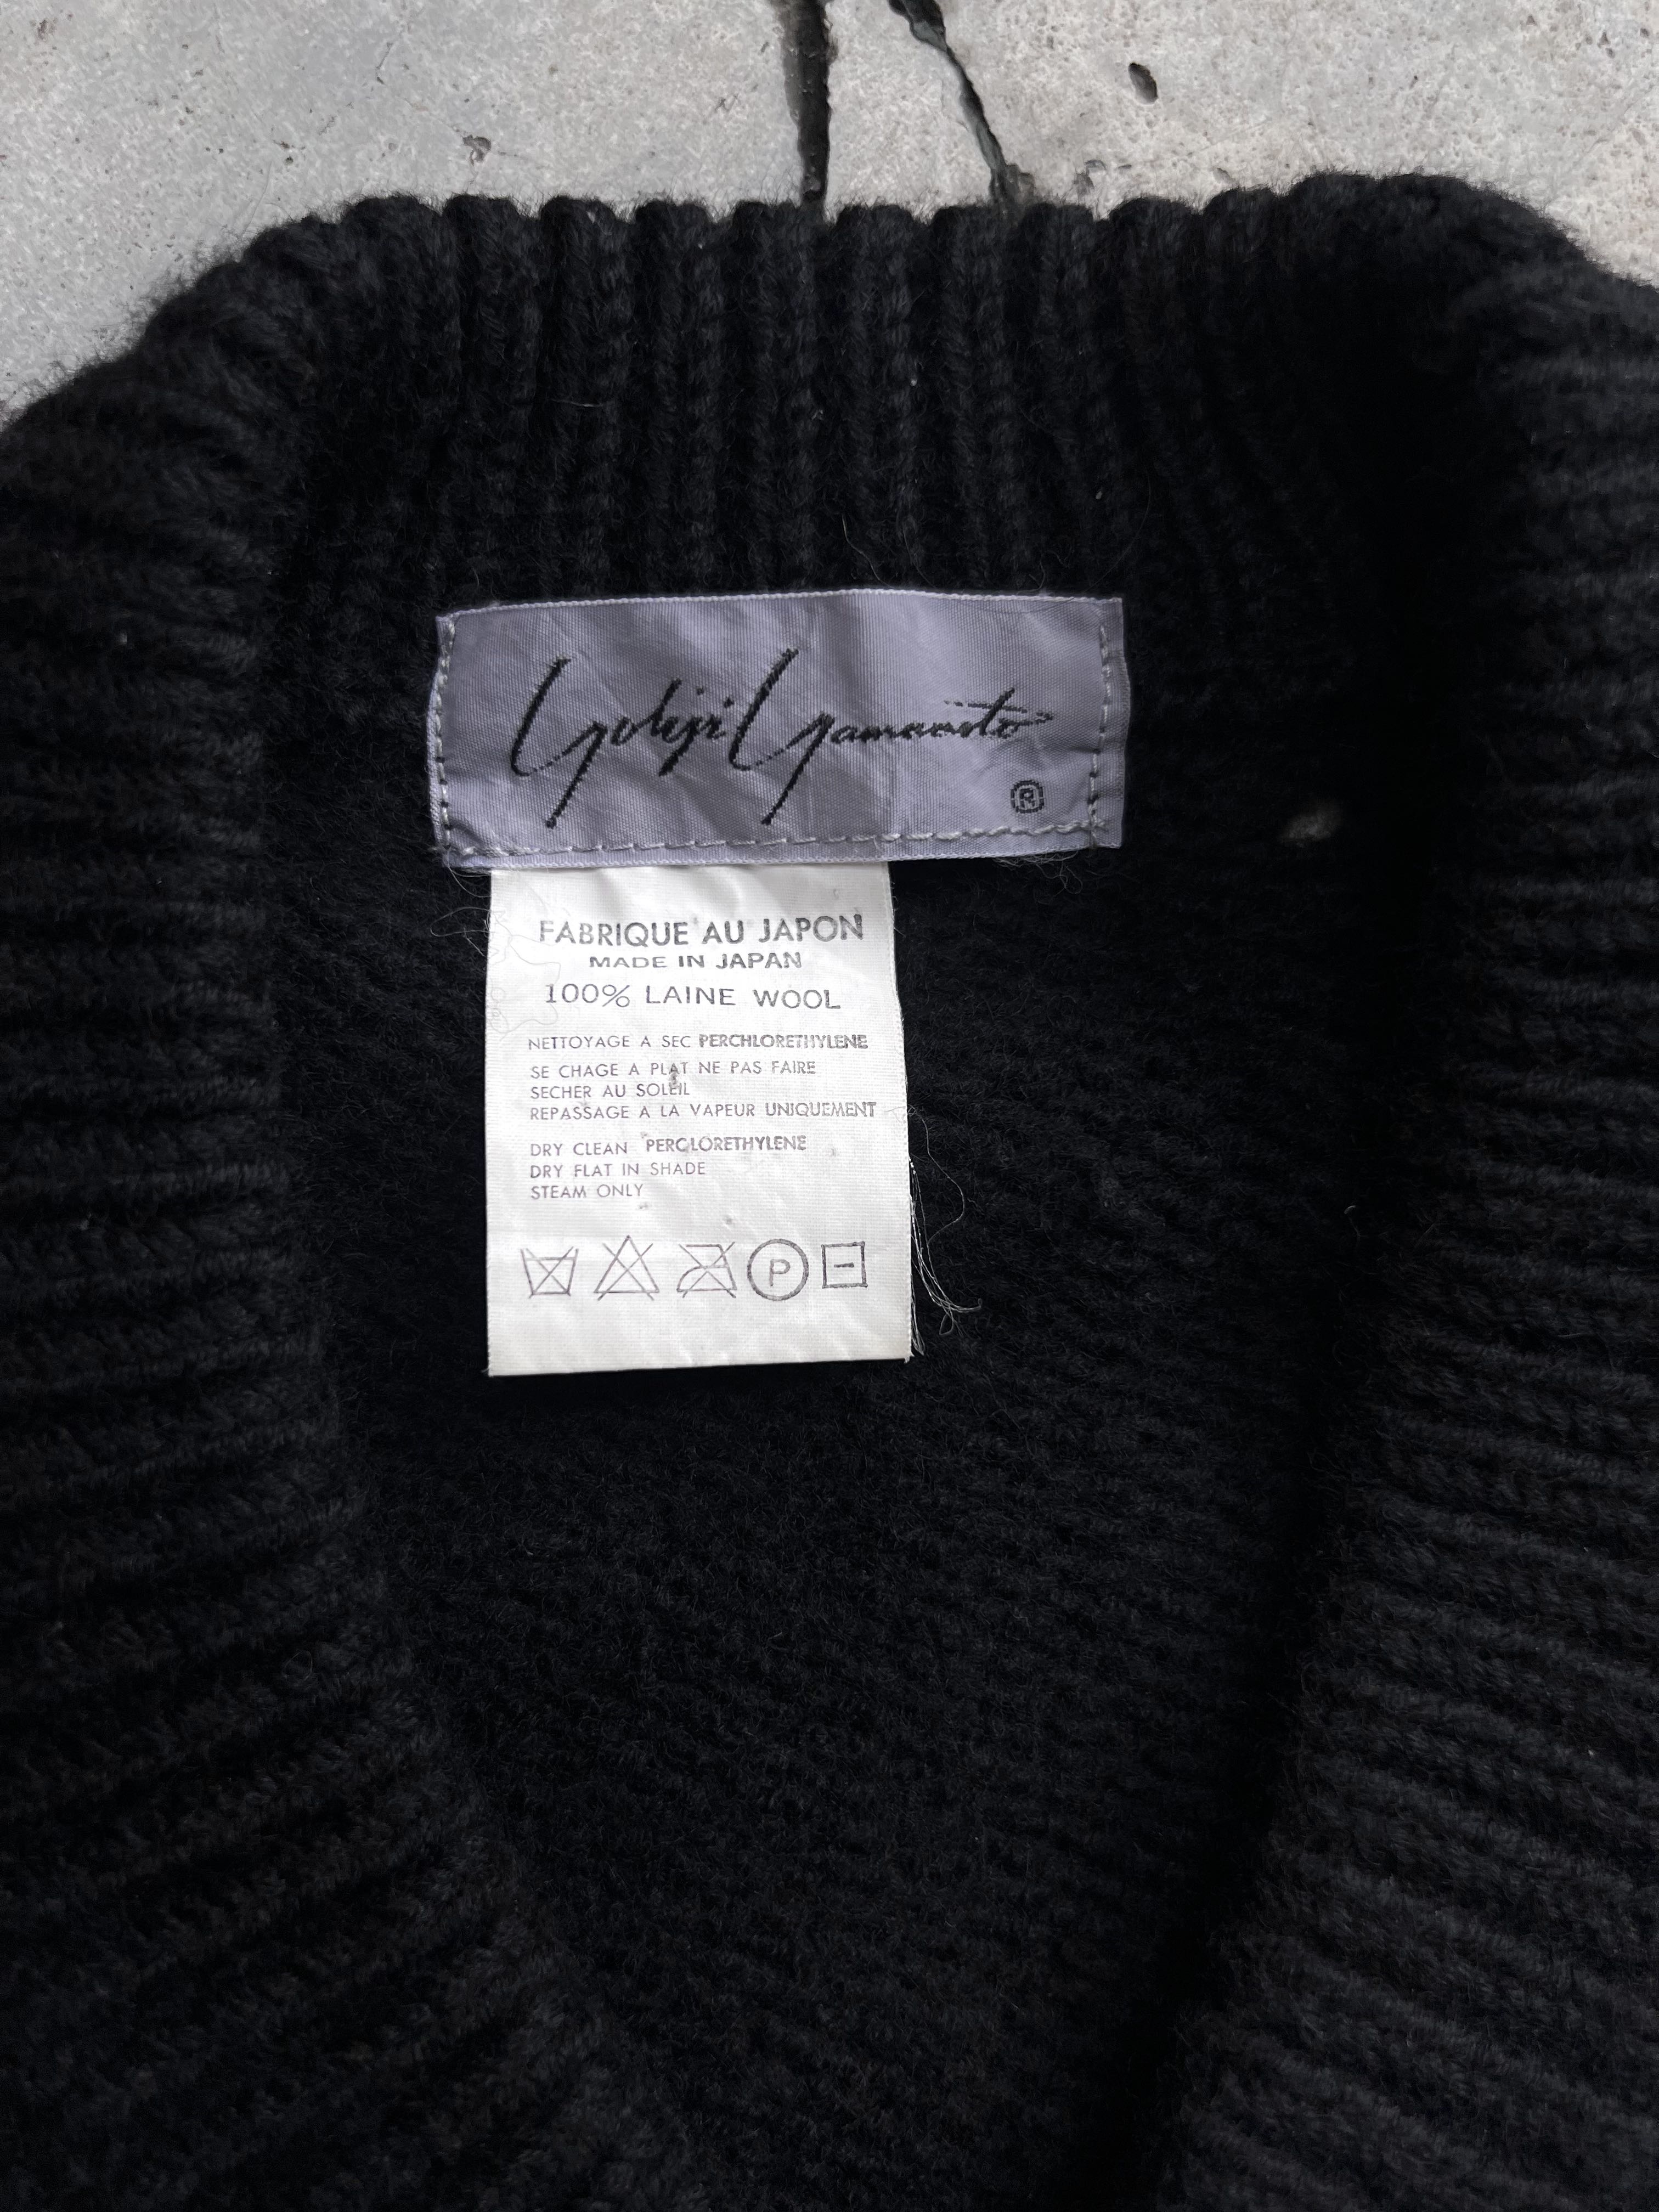 Yohji Yamamoto
®
FABRIQUE AU JAPON
MADE IN JAPAN
100% LAINE WOOL
NETTOYAGE A SEC PERCHLORETHYLENE
SE CHAGE A PLAT NE PAS FAIRE
SECHER AU SOLEIL
REPASSAGE A LA VAPEUR UNIQUEMENT
DRY CLEAN PERCLORETHYLENE
DRY FLAT IN SHADE
STEAM ONLY
P